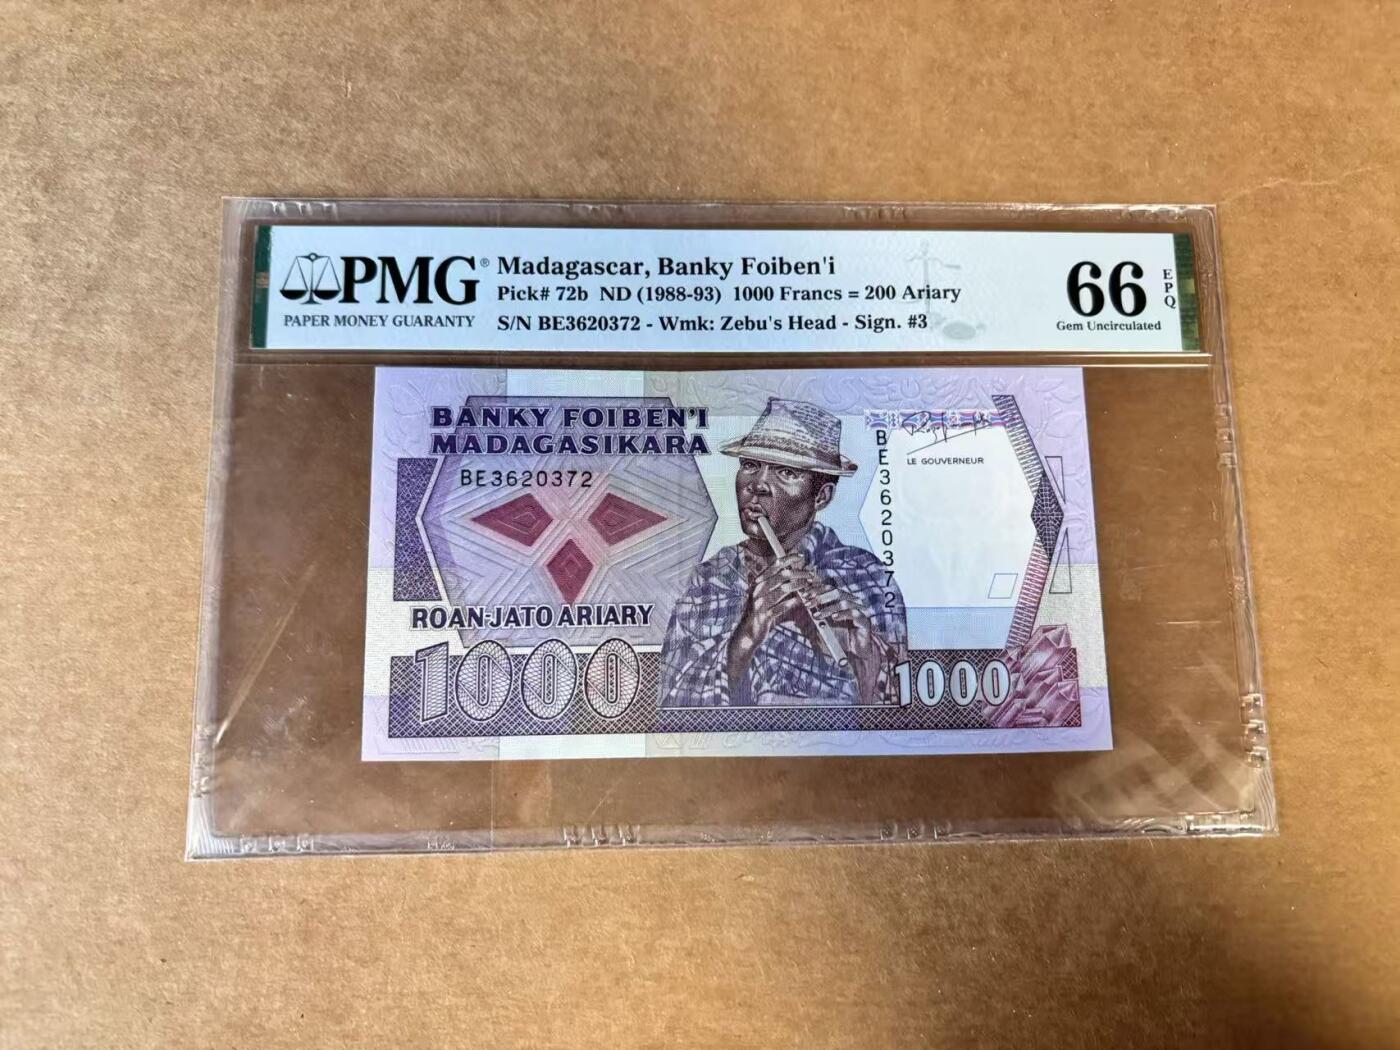 PMG®
PAPER MONEY GUARANTY
Madagascar, Banky Foiben'i
Pick# 72b ND (1988-93) 1000 Francs = 200 Ariary
S/N BE3620372 - Wmk: Zebu's Head - Sign. #3
66
EPQ
Gem Uncirculated
BANKY FOIBEN'I
MADAGASIKARA
BE3620372
ROAN-JATO ARIARY
1000
BE3620372
LE GOUVERNEUR
1000